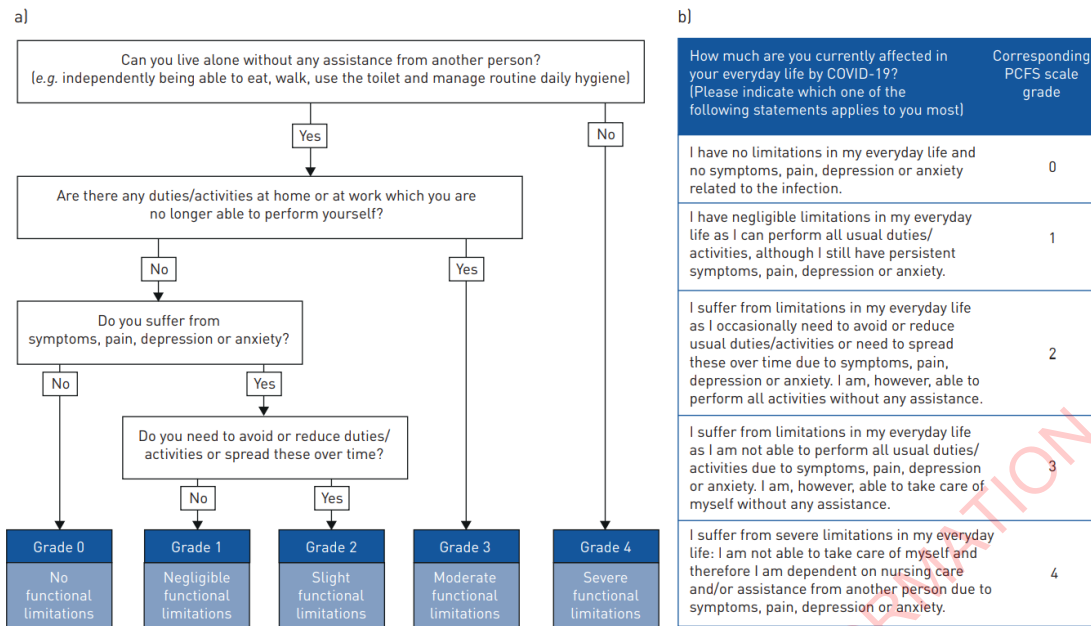 a)
Can you live alone without any assistance from another person?
(e.g. independently being able to eat, walk, use the toilet and manage routine daily hygiene)
Yes
No
Are there any duties/activities at home or at work which you are
no longer able to perform yourself?
No
Yes
Do you suffer from
symptoms, pain, depression or anxiety?
No
Yes
Do you need to avoid or reduce duties/
activities or spread these over time?
No
Yes
Grade 0
No
functional
limitations
Grade 1
Negligible
functional
limitations
Grade 2
Slight
functional
limitations
Grade 3
Moderate
functional
limitations
Grade 4
Severe
functional
limitations
b)
How much are you currently affected in
your everyday life by COVID-19?
(Please indicate which one of the
following statements applies to you most)
Corresponding
PCFS scale
grade
I have no limitations in my everyday life and
no symptoms, pain, depression or anxiety
related to the infection.
0
I have negligible limitations in my everyday
life as I can perform all usual duties/
activities, although I still have persistent
symptoms, pain, depression or anxiety.
1
I suffer from limitations in my everyday life
as I occasionally need to avoid or reduce
usual duties/activities or need to spread
these over time due to symptoms, pain,
depression or anxiety. I am, however, able to
perform all activities without any assistance.
2
I suffer from limitations in my everyday life
as I am not able to perform all usual duties/
activities due to symptoms, pain, depression
or anxiety. I am, however, able to take care of
myself without any assistance.
3
I suffer from severe limitations in my everyday
life: I am not able to take care of myself and
therefore I am dependent on nursing care
and/or assistance from another person due to
symptoms, pain, depression or anxiety.
4
RMATION